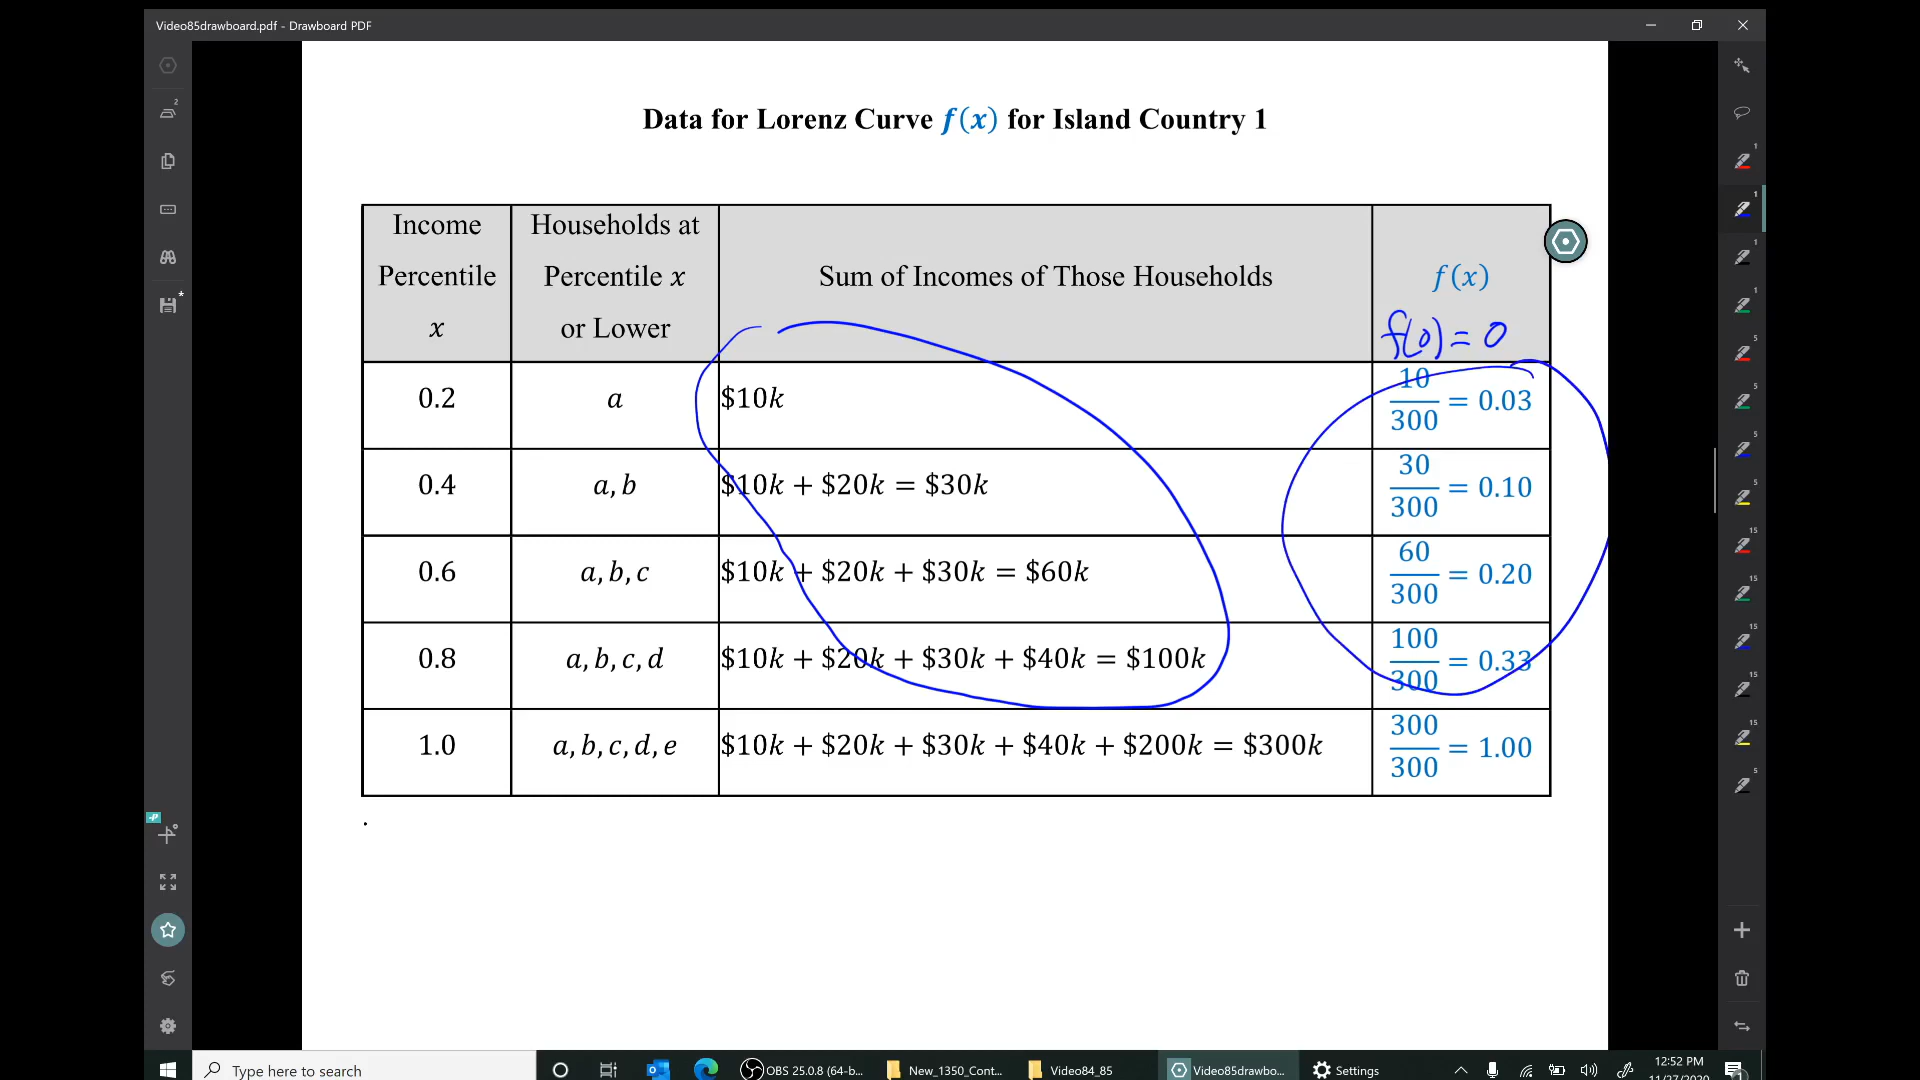 Video85drawboard.pdf - Drawboard PDF
Data for Lorenz Curve f(x) for Island Country 1
Income Percentile x
Households at Percentile x or Lower
Sum of Incomes of Those Households
f(x)
f(0) = 0
0.2 a $10k 10/300 = 0.03
0.4 a, b $10k + $20k = $30k 30/300 = 0.10
0.6 a, b, c $10k + $20k + $30k = $60k 60/300 = 0.20
0.8 a, b, c, d $10k + $20k + $30k + $40k = $100k 100/300 = 0.33
1.0 a, b, c, d, e $10k + $20k + $30k + $40k + $200k = $300k 300/300 = 1.00
.
Type here to search
OBS 25.0.8 (64-b...
New_1350_Cont...
Video84_85
Video85drawbo...
Settings
12:52 PM